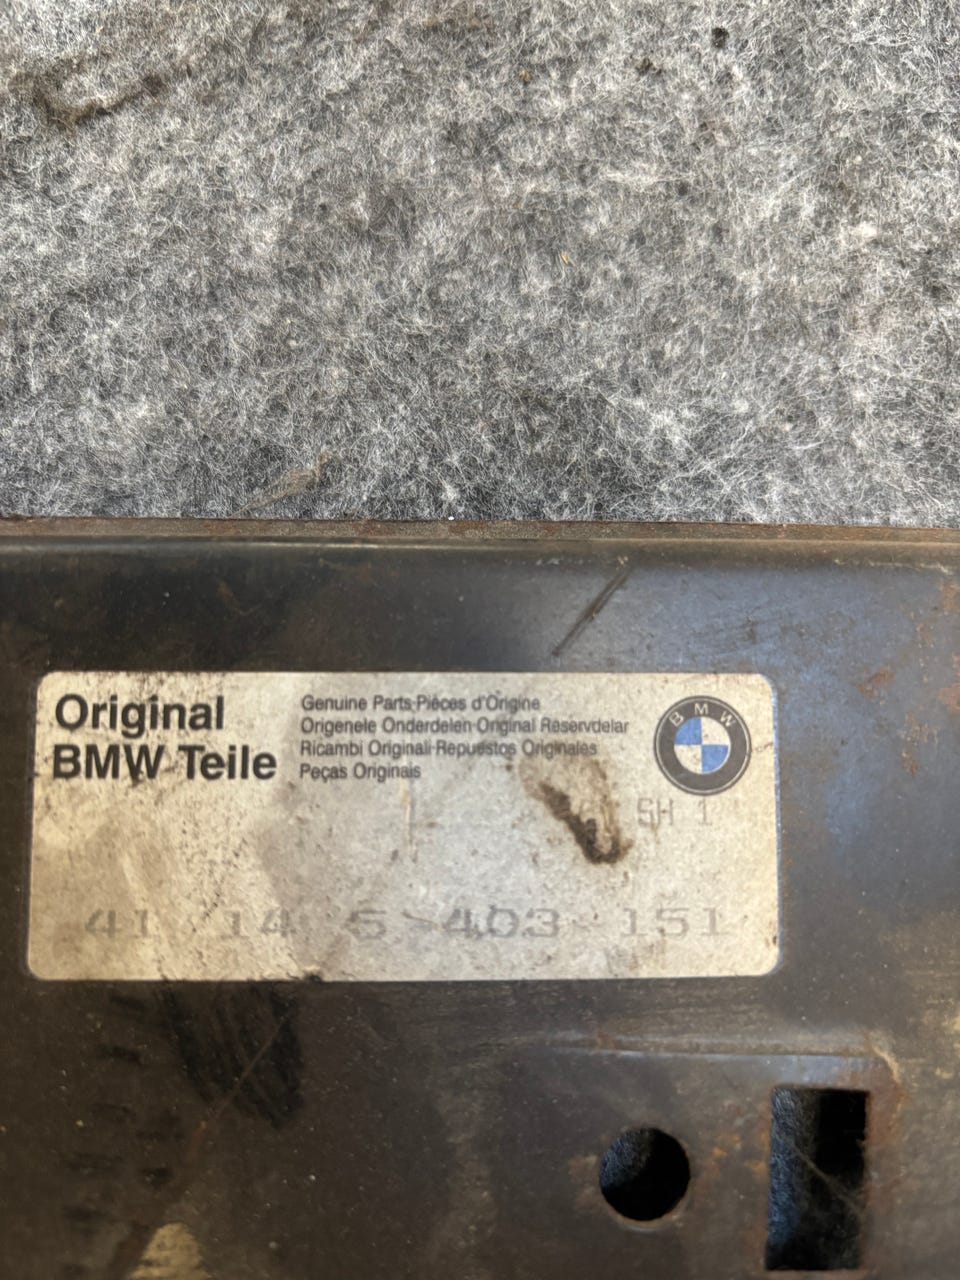 Original
BMW Teile
Genuine Parts·Pièces d'Origine
Origenele Onderdelen·Original Reservdelar
Ricambi Originali·Repuestos Originales
Peças Originais
BMW
SH 1
41 14 5 403 151